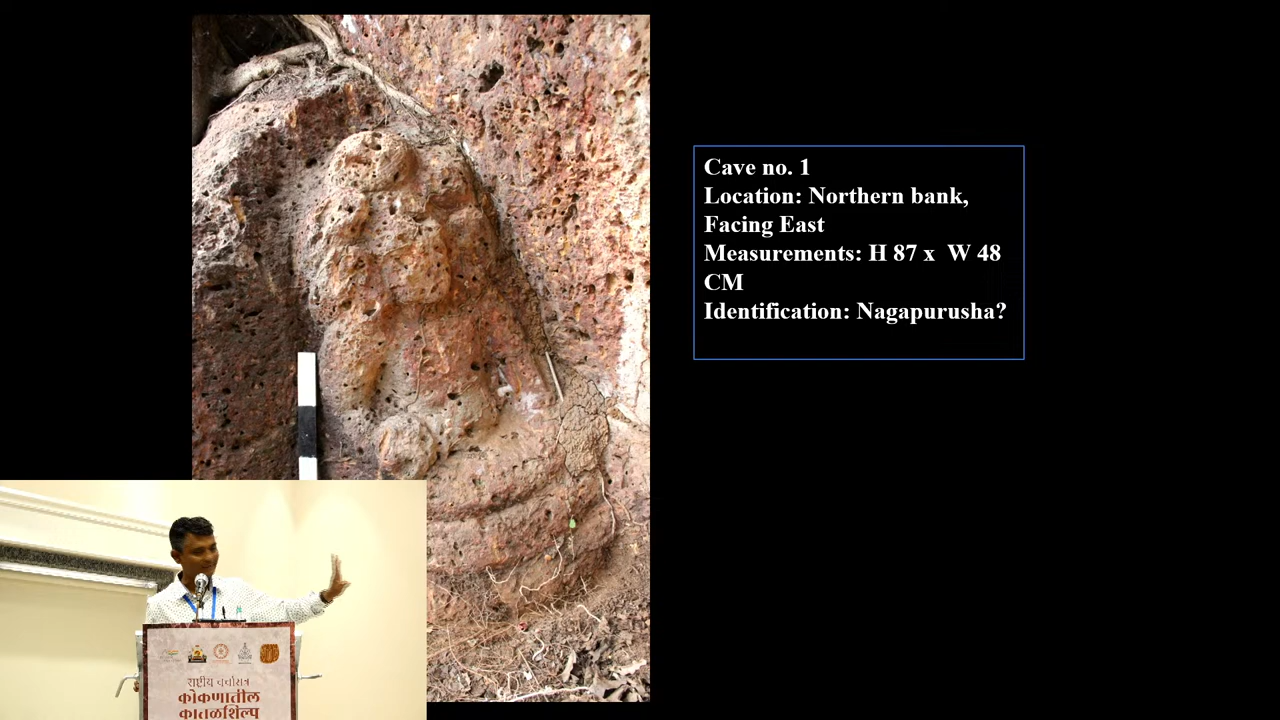 Cave no. 1
Location: Northern bank,
Facing East
Measurements: H 87 x W 48
CM
Identification: Nagapurusha?
राष्ट्रीय चर्चासत्र
कोकणातील
कातळशिल्प